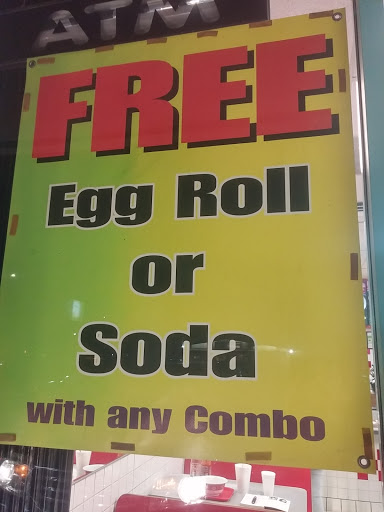 ATM
FREE
Egg Roll
or
Soda
with any Combo